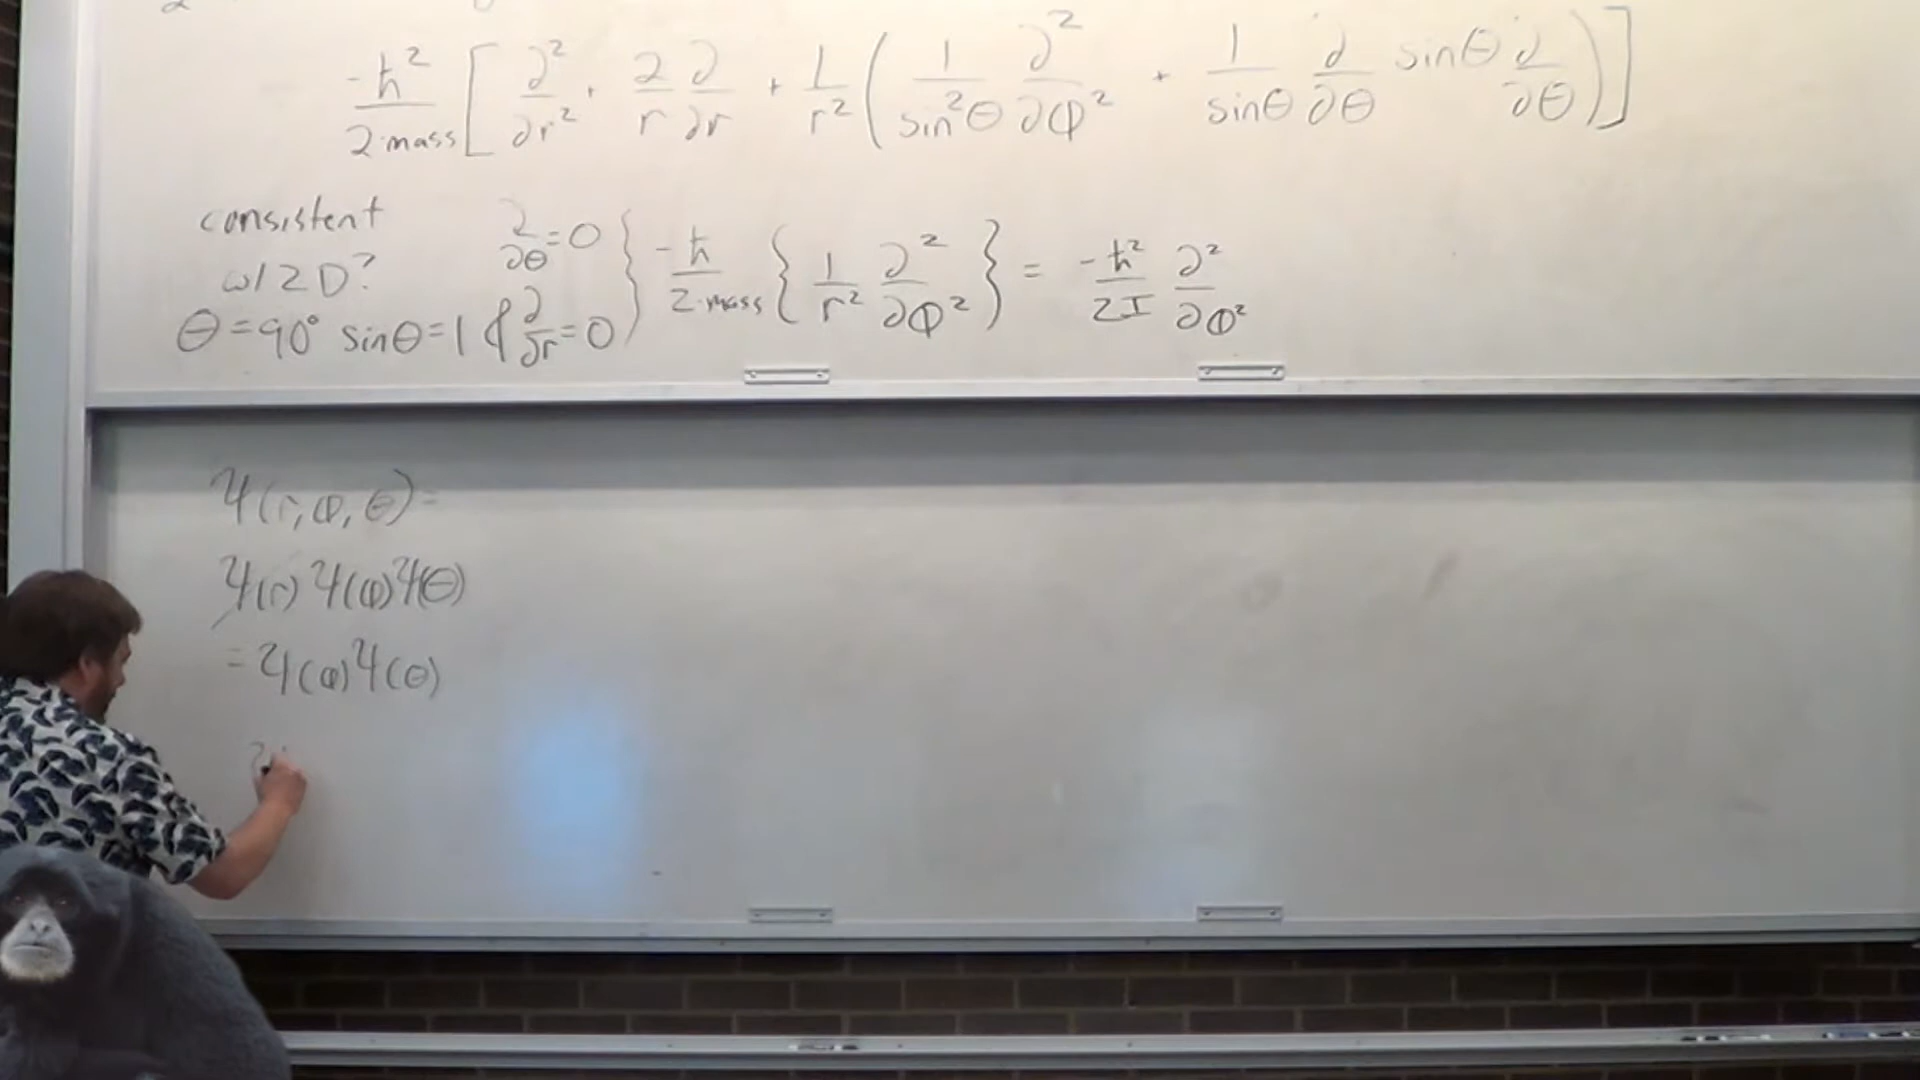 -ħ²/2·mass [∂²/∂r² + 2/r ∂/∂r + 1/r² (1/sin²θ ∂²/∂φ² + 1/sinθ ∂/∂θ sinθ ∂/∂θ)]
consistent
w/ 2D?
θ=90° sinθ=1 & ∂/∂θ=0 ∂/∂r=0 } -ħ/2·mass {1/r² ∂²/∂φ²} = -ħ²/2I ∂²/∂φ²
Ψ(r,φ,θ)=
Ψ(r)Ψ(φ)Ψ(θ)
=Ψ(φ)Ψ(θ)